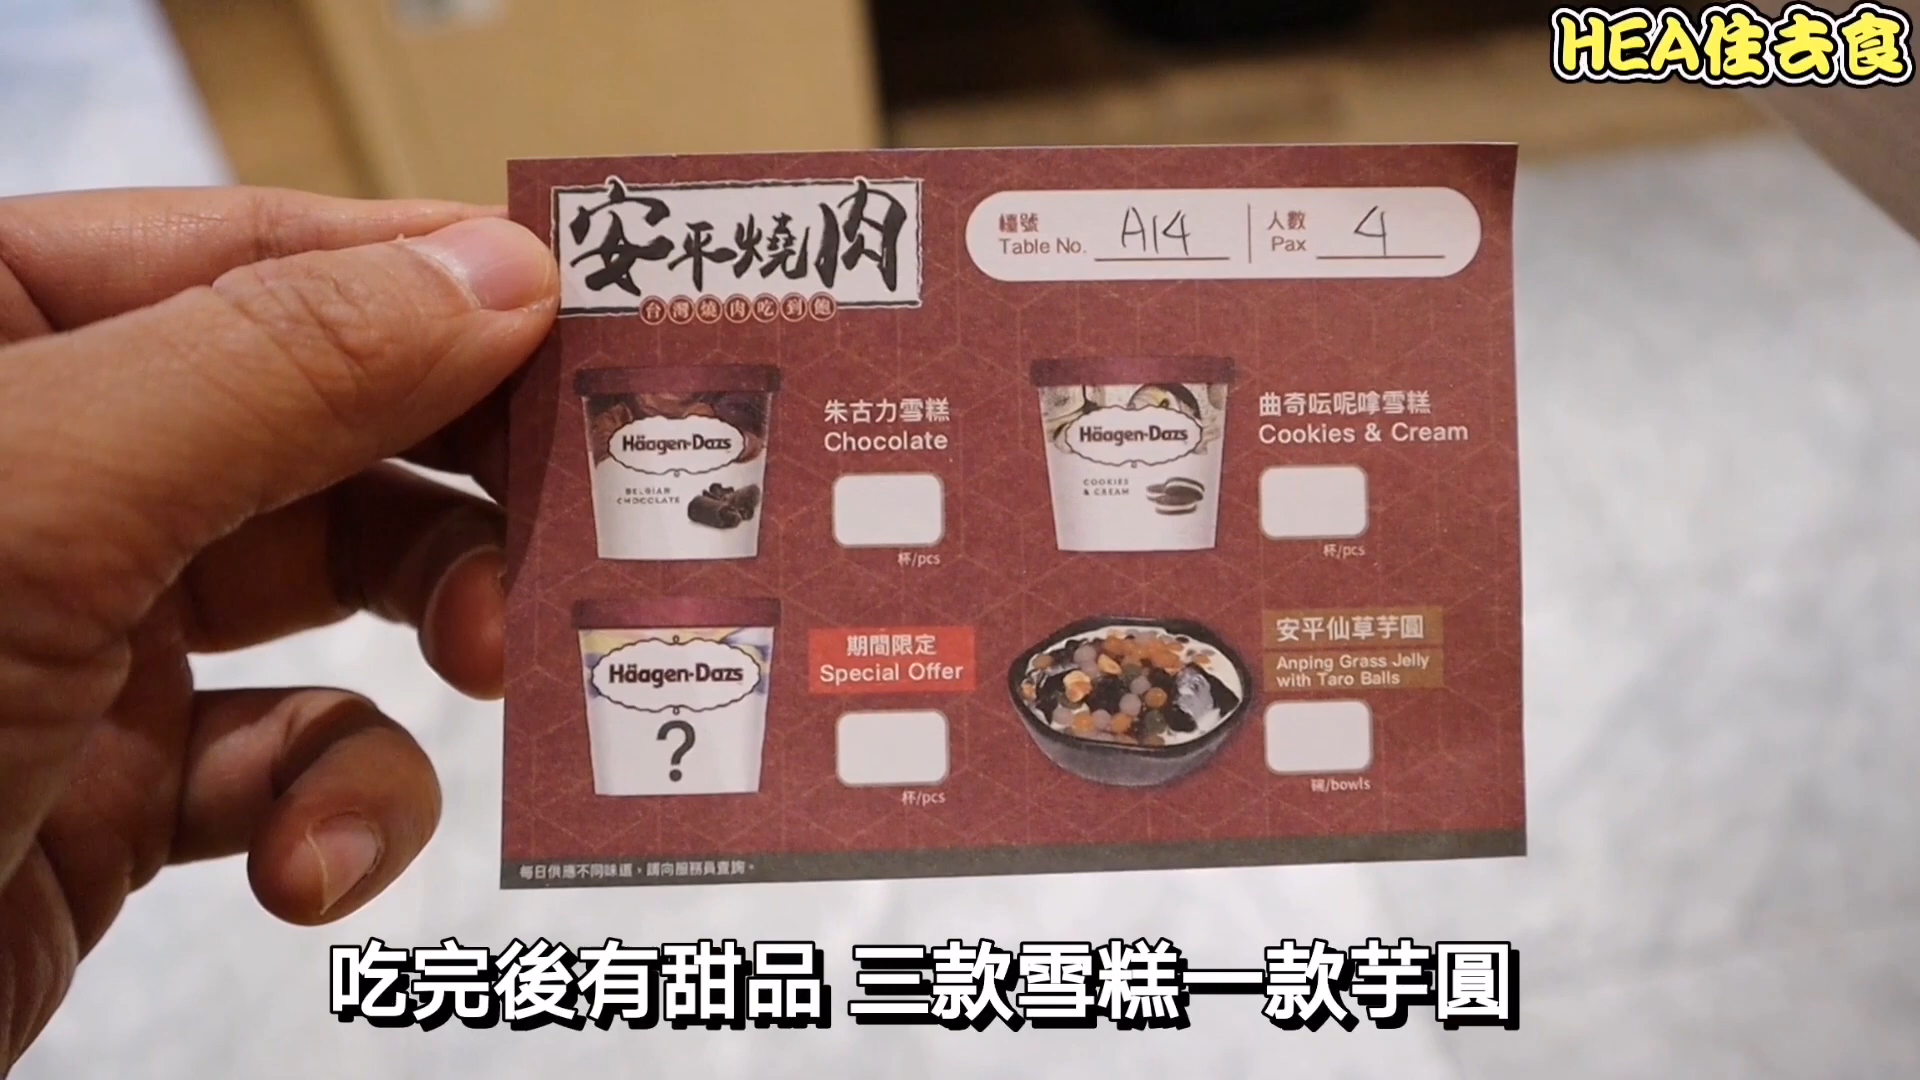 HEA住去食
安平燒肉
台灣燒肉吃到飽
檯號
Table No. A14
人數
Pax 4
Häagen-Dazs
BELGIAN
CHOCOLATE
朱古力雪糕
Chocolate
杯/pcs
Häagen-Dazs
COOKIES
& CREAM
曲奇呍呢嗱雪糕
Cookies & Cream
杯/pcs
Häagen-Dazs
?
期間限定
Special Offer
杯/pcs
安平仙草芋圓
Anping Grass Jelly
with Taro Balls
碗/bowls
每日供應不同味道，請向服務員查詢。
吃完後有甜品 三款雪糕一款芋圓